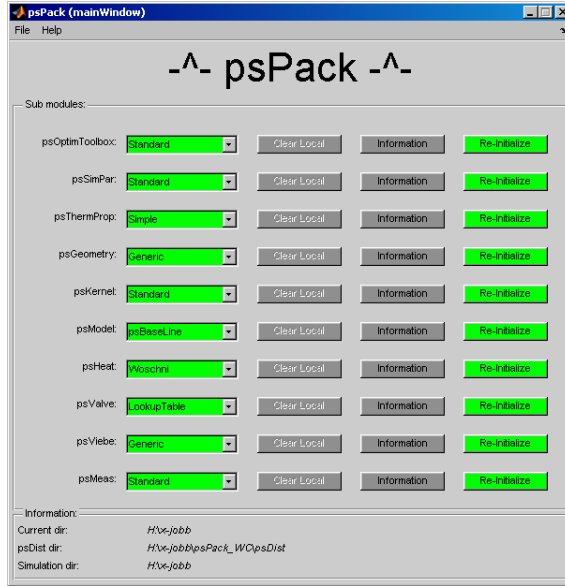 psPack (mainWindow)
File Help
-^- psPack -^-
Sub modules:
psOptimToolbox: Standard Clear Local Information Re-Initialize
psSimPar: Standard Clear Local Information Re-Initialize
psThermProp: Simple Clear Local Information Re-Initialize
psGeometry: Generic Clear Local Information Re-Initialize
psKernel: Standard Clear Local Information Re-Initialize
psModel: psBaseLine Clear Local Information Re-Initialize
psHeat: Woschni Clear Local Information Re-Initialize
psValve: LookupTable Clear Local Information Re-Initialize
psViebe: Generic Clear Local Information Re-Initialize
psMeas: Standard Clear Local Information Re-Initialize
Information:
Current dir: H:\x-jobb
psDist dir: H:\x-jobb\psPack_WC\psDist
Simulation dir: H:\x-jobb